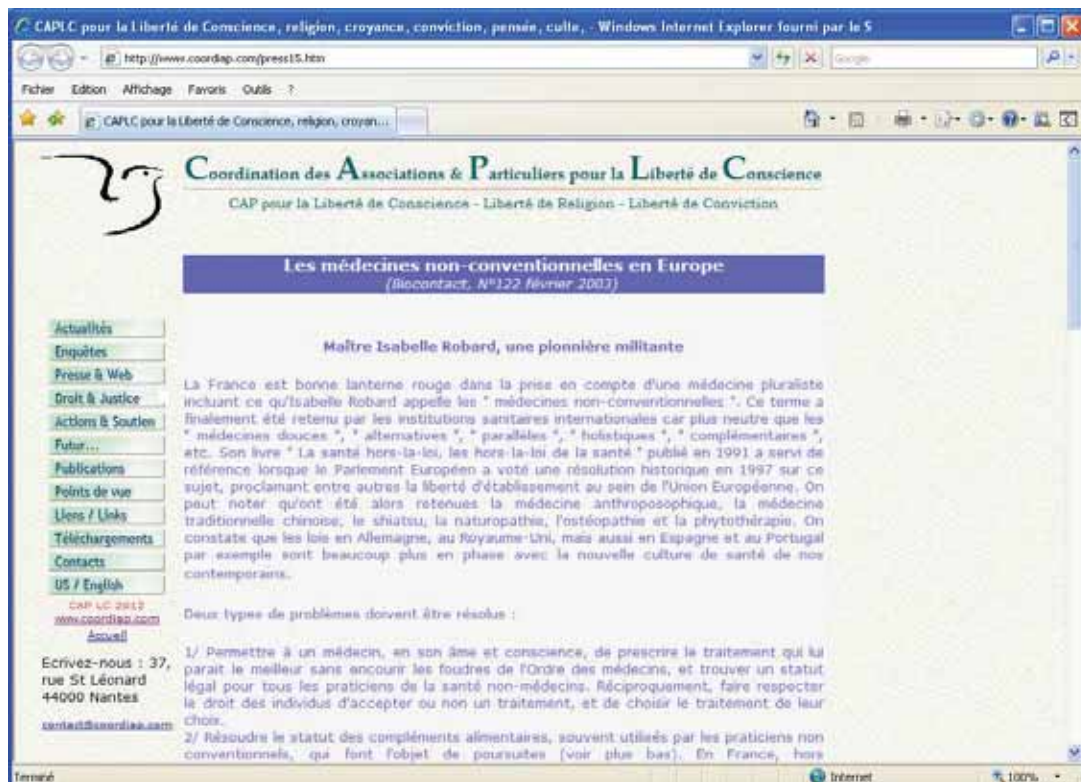 CAPLC pour la Liberté de Conscience, religion, croyance, conviction, pensée, culte, - Windows Internet Explorer fourni par le S
http://www.coordiap.com/press15.htm
Google
Fichier Edition Affichage Favoris Outils ?
CAPLC pour la Liberté de Conscience, religion, croyan...
Coordination des Associations & Particuliers pour la Liberté de Conscience
CAP pour la Liberté de Conscience - Liberté de Religion - Liberté de Conviction
Les médecines non-conventionnelles en Europe
(Biocontact, N°122 février 2003)
Actualités
Enquêtes
Presse & Web
Droit & Justice
Actions & Soutien
Futur...
Publications
Points de vue
Liens / Links
Téléchargements
Contacts
US / English
CAP LC 2012
www.coordiap.com
Accueil
Ecrivez-nous : 37,
rue St Léonard
44000 Nantes
contact@coordiap.com
Maître Isabelle Robard, une pionnière militante
La France est bonne lanterne rouge dans la prise en compte d'une médecine pluraliste
incluant ce qu'Isabelle Robard appelle les " médecines non-conventionnelles ". Ce terme a
finalement été retenu par les institutions sanitaires internationales car plus neutre que les
" médecines douces ", " alternatives ", " parallèles ", " holistiques ", " complémentaires ",
etc. Son livre " La santé hors-la-loi, les hors-la-loi de la santé " publié en 1991 a servi de
référence lorsque le Parlement Européen a voté une résolution historique en 1997 sur ce
sujet, proclamant entre autres la liberté d'établissement au sein de l'Union Européenne. On
peut noter qu'ont été alors retenues la médecine anthroposophique, la médecine
traditionnelle chinoise, le shiatsu, la naturopathie, l'ostéopathie et la phytothérapie. On
constate que les lois en Allemagne, au Royaume-Uni, mais aussi en Espagne et au Portugal
par exemple sont beaucoup plus en phase avec la nouvelle culture de santé de nos
contemporains.
Deux types de problèmes doivent être résolus :
1/ Permettre à un médecin, en son âme et conscience, de prescrire le traitement qui lui
parait le meilleur sans encourir les foudres de l'Ordre des médecins, et trouver un statut
légal pour tous les praticiens de la santé non-médecins. Réciproquement, faire respecter
le droit des individus d'accepter ou non un traitement, et de choisir le traitement de leur
choix.
2/ Résoudre le statut des compléments alimentaires, souvent utilisés par les praticiens non
conventionnels, qui font l'objet de poursuites (voir plus bas). En France, hors
Terminé
Internet
100%